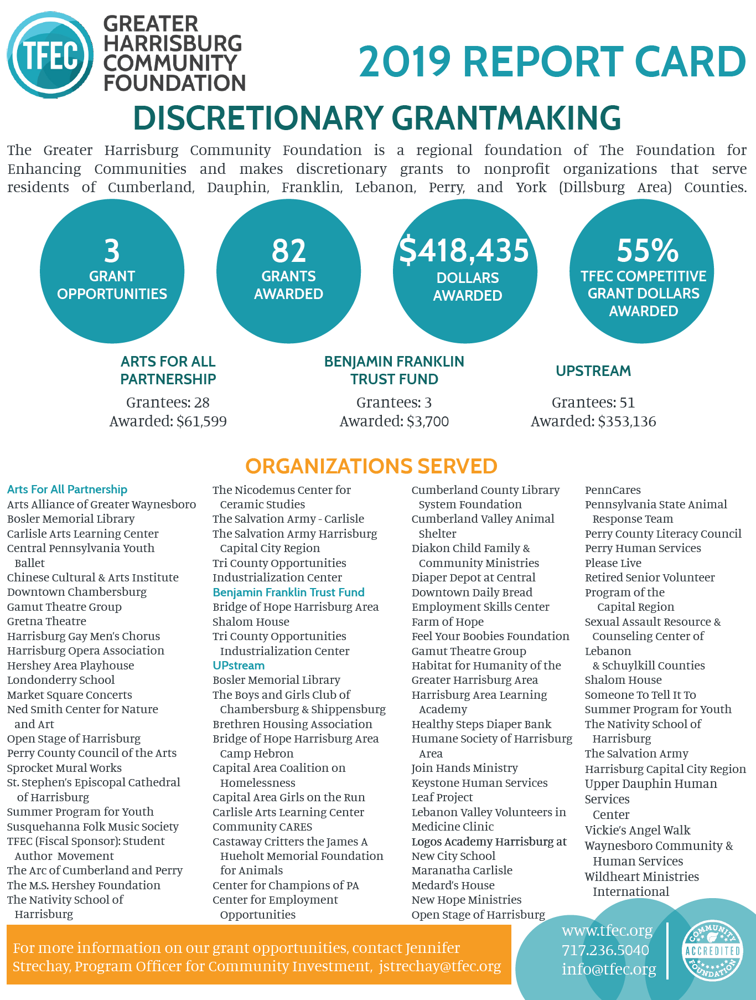 TFEC
GREATER
HARRISBURG
COMMUNITY
FOUNDATION
2019 REPORT CARD
DISCRETIONARY GRANTMAKING
The Greater Harrisburg Community Foundation is a regional foundation of The Foundation for
Enhancing Communities and makes discretionary grants to nonprofit organizations that serve
residents of Cumberland, Dauphin, Franklin, Lebanon, Perry, and York (Dillsburg Area) Counties.
3
GRANT
OPPORTUNITIES
82
GRANTS
AWARDED
$418,435
DOLLARS
AWARDED
55%
TFEC COMPETITIVE
GRANT DOLLARS
AWARDED
ARTS FOR ALL
PARTNERSHIP
Grantees: 28
Awarded: $61,599
BENJAMIN FRANKLIN
TRUST FUND
Grantees: 3
Awarded: $3,700
UPSTREAM
Grantees: 51
Awarded: $353,136
ORGANIZATIONS SERVED
Arts For All Partnership
Arts Alliance of Greater Waynesboro
Bosler Memorial Library
Carlisle Arts Learning Center
Central Pennsylvania Youth
Ballet
Chinese Cultural & Arts Institute
Downtown Chambersburg
Gamut Theatre Group
Gretna Theatre
Harrisburg Gay Men's Chorus
Harrisburg Opera Association
Hershey Area Playhouse
Londonderry School
Market Square Concerts
Ned Smith Center for Nature
and Art
Open Stage of Harrisburg
Perry County Council of the Arts
Sprocket Mural Works
St. Stephen's Episcopal Cathedral
of Harrisburg
Summer Program for Youth
Susquehanna Folk Music Society
TFEC (Fiscal Sponsor): Student
Author Movement
The Arc of Cumberland and Perry
The M.S. Hershey Foundation
The Nativity School of
Harrisburg
The Nicodemus Center for
Ceramic Studies
The Salvation Army - Carlisle
The Salvation Army Harrisburg
Capital City Region
Tri County Opportunities
Industrialization Center
Benjamin Franklin Trust Fund
Bridge of Hope Harrisburg Area
Shalom House
Tri County Opportunities
Industrialization Center
UPstream
Bosler Memorial Library
The Boys and Girls Club of
Chambersburg & Shippensburg
Brethren Housing Association
Bridge of Hope Harrisburg Area
Camp Hebron
Capital Area Coalition on
Homelessness
Capital Area Girls on the Run
Carlisle Arts Learning Center
Community CARES
Castaway Critters the James A
Hueholt Memorial Foundation
for Animals
Center for Champions of PA
Center for Employment
Opportunities
Cumberland County Library
System Foundation
Cumberland Valley Animal
Shelter
Diakon Child Family &
Community Ministries
Diaper Depot at Central
Downtown Daily Bread
Employment Skills Center
Farm of Hope
Feel Your Boobies Foundation
Gamut Theatre Group
Habitat for Humanity of the
Greater Harrisburg Area
Harrisburg Area Learning
Academy
Healthy Steps Diaper Bank
Humane Society of Harrisburg
Area
Join Hands Ministry
Keystone Human Services
Leaf Project
Lebanon Valley Volunteers in
Medicine Clinic
Logos Academy Harrisburg at
New City School
Maranatha Carlisle
Medard's House
New Hope Ministries
Open Stage of Harrisburg
PennCares
Pennsylvania State Animal
Response Team
Perry County Literacy Council
Perry Human Services
Please Live
Retired Senior Volunteer
Program of the
Capital Region
Sexual Assault Resource &
Counseling Center of
Lebanon
& Schuylkill Counties
Shalom House
Someone To Tell It To
Summer Program for Youth
The Nativity School of
Harrisburg
The Salvation Army
Harrisburg Capital City Region
Upper Dauphin Human
Services
Center
Vickie's Angel Walk
Waynesboro Community &
Human Services
Wildheart Ministries
International
For more information on our grant opportunities, contact Jennifer
Strechay, Program Officer for Community Investment, jstrechay@tfec.org
www.tfec.org
717.236.5040
info@tfec.org
COMMUNITY
ACCREDITED
FOUNDATION